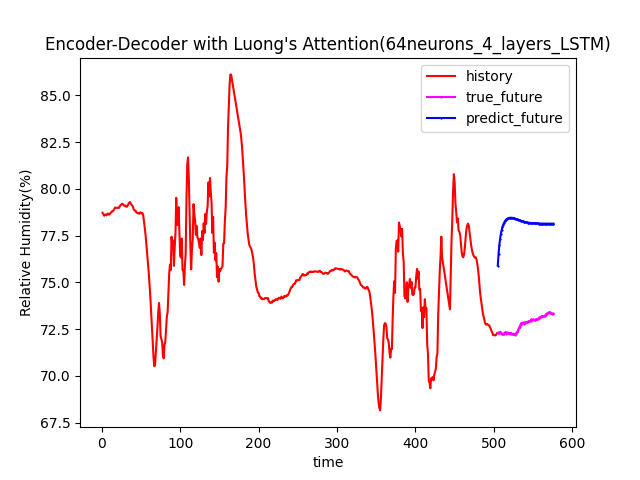 Encoder-Decoder with Luong's Attention(64neurons_4_layers_LSTM)
history
true_future
predict_future
Relative Humidity(%)
85.0
82.5
80.0
77.5
75.0
72.5
70.0
67.5
0 100 200 300 400 500 600
time